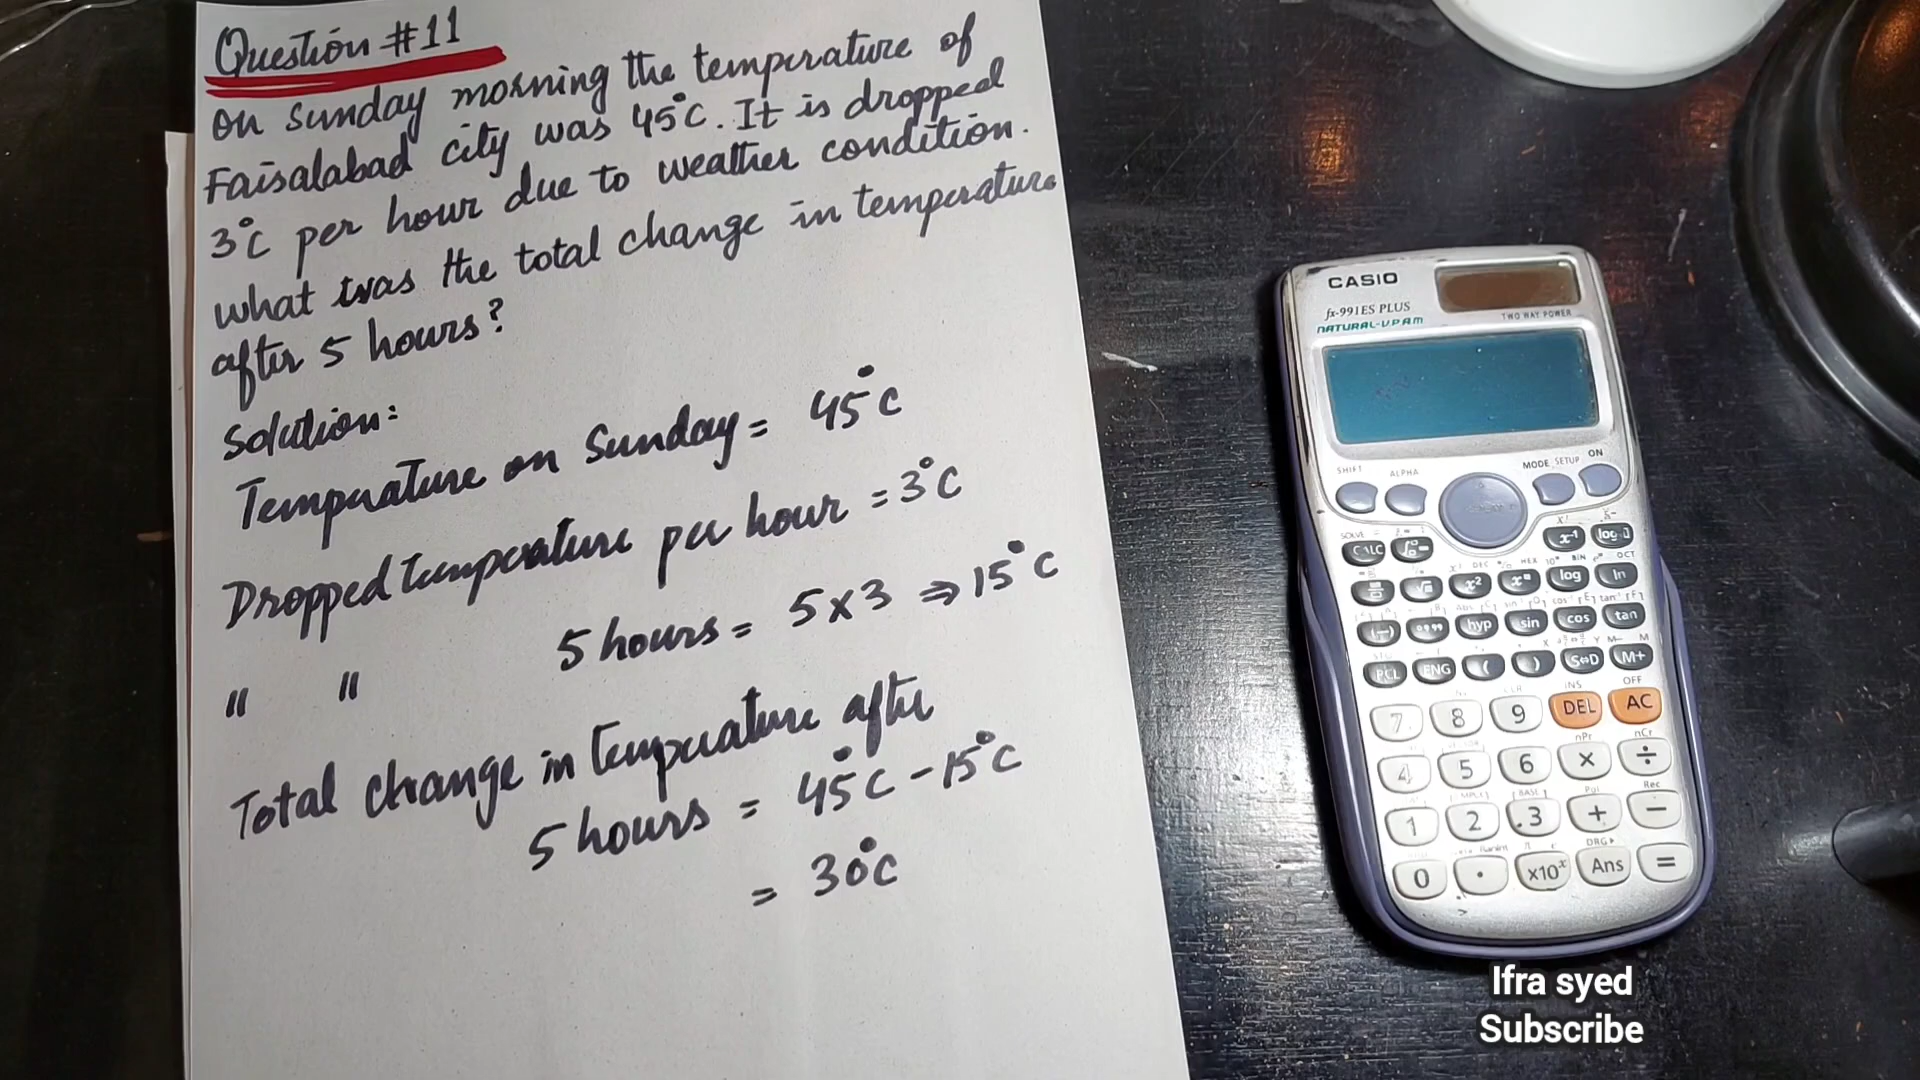 Question #11
On Sunday morning the temperature of
Faisalabad city was 45°C. It is dropped
3°C per hour due to weather condition.
what was the total change in temperature
after 5 hours?
Solution:
Temperature on Sunday = 45°C
Dropped temperature per hour = 3°C
" " 5 hours = 5x3 ⇒ 15°C
Total change in temperature after
5 hours = 45°C - 15°C
= 30°C
CASIO
fx-991ES PLUS
NATURAL-V.P.A.M.
TWO WAY POWER
SHIFT ALPHA MODE SETUP ON
CALC
log ln
hyp sin cos tan
RCL ENG ( ) S⇔D M+
7 8 9 DEL AC
4 5 6 × ÷
1 2 3 + −
0 . ×10ˣ Ans =
Ifra syed
Subscribe